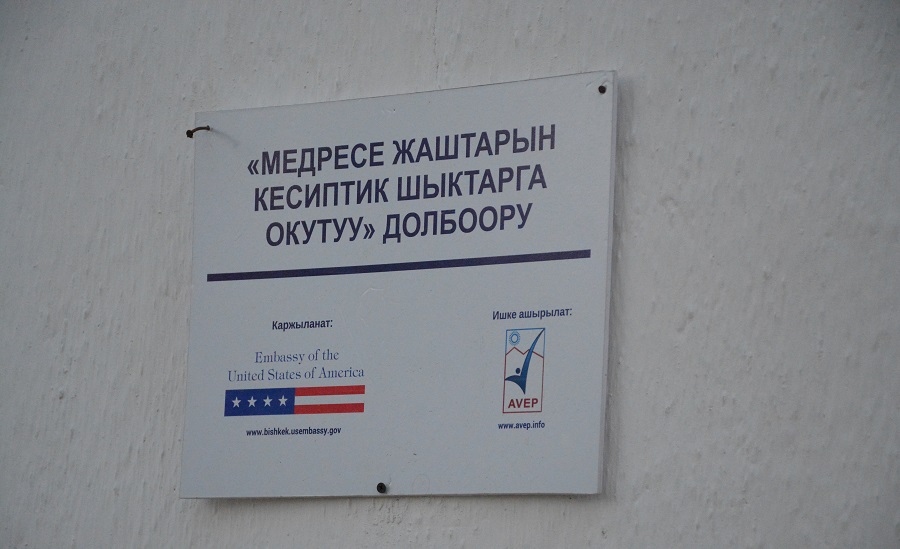 «МЕДРЕСЕ ЖАШТАРЫН
КЕСИПТИК ШЫКТАРГА
ОКУТУУ» ДОЛБООРУ
Каржыланат:
Embassy of the
United States of America
www.bishkek.usembassy.gov
Ишке ашырылат:
AVEP
www.avep.info